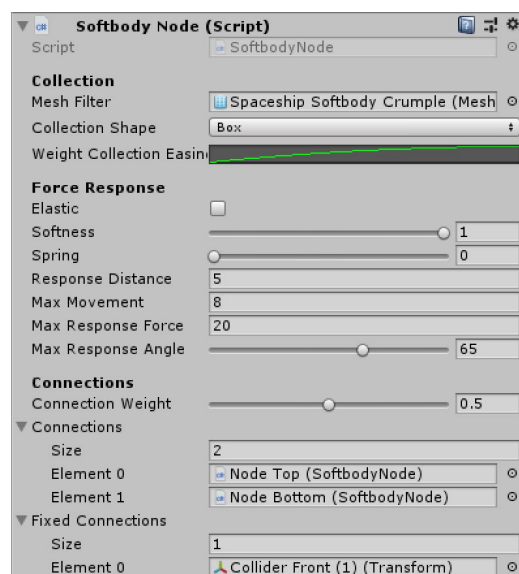 Softbody Node (Script)
Script SoftbodyNode
Collection
Mesh Filter Spaceship Softbody Crumple (Mesh
Collection Shape Box
Weight Collection Easin
Force Response
Elastic
Softness 1
Spring 0
Response Distance 5
Max Movement 8
Max Response Force 20
Max Response Angle 65
Connections
Connection Weight 0.5
Connections
Size 2
Element 0 Node Top (SoftbodyNode)
Element 1 Node Bottom (SoftbodyNode)
Fixed Connections
Size 1
Element 0 Collider Front (1) (Transform)